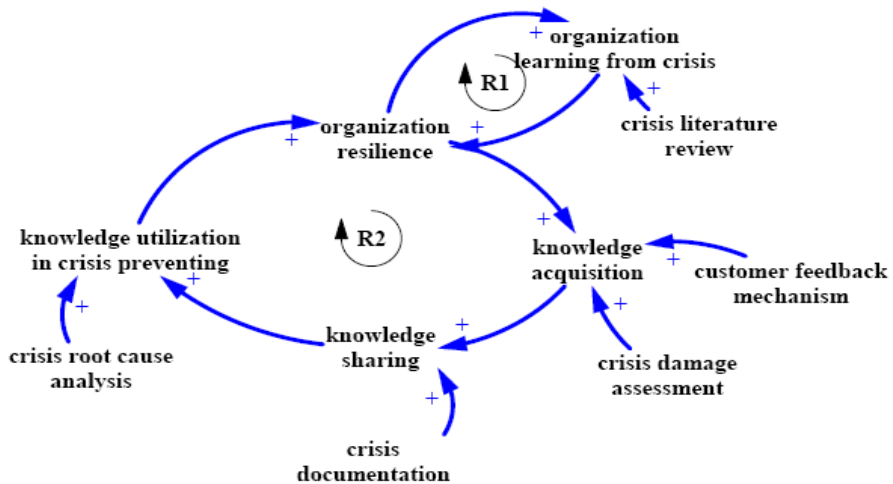 +
organization
learning from crisis
R1
+
crisis literature
review
+
organization
resilience
+
+
knowledge utilization
in crisis preventing
R2
+
knowledge
acquisition
+
customer feedback
mechanism
+
+
+
crisis root cause
analysis
knowledge
sharing
+
crisis damage
assessment
+
crisis
documentation